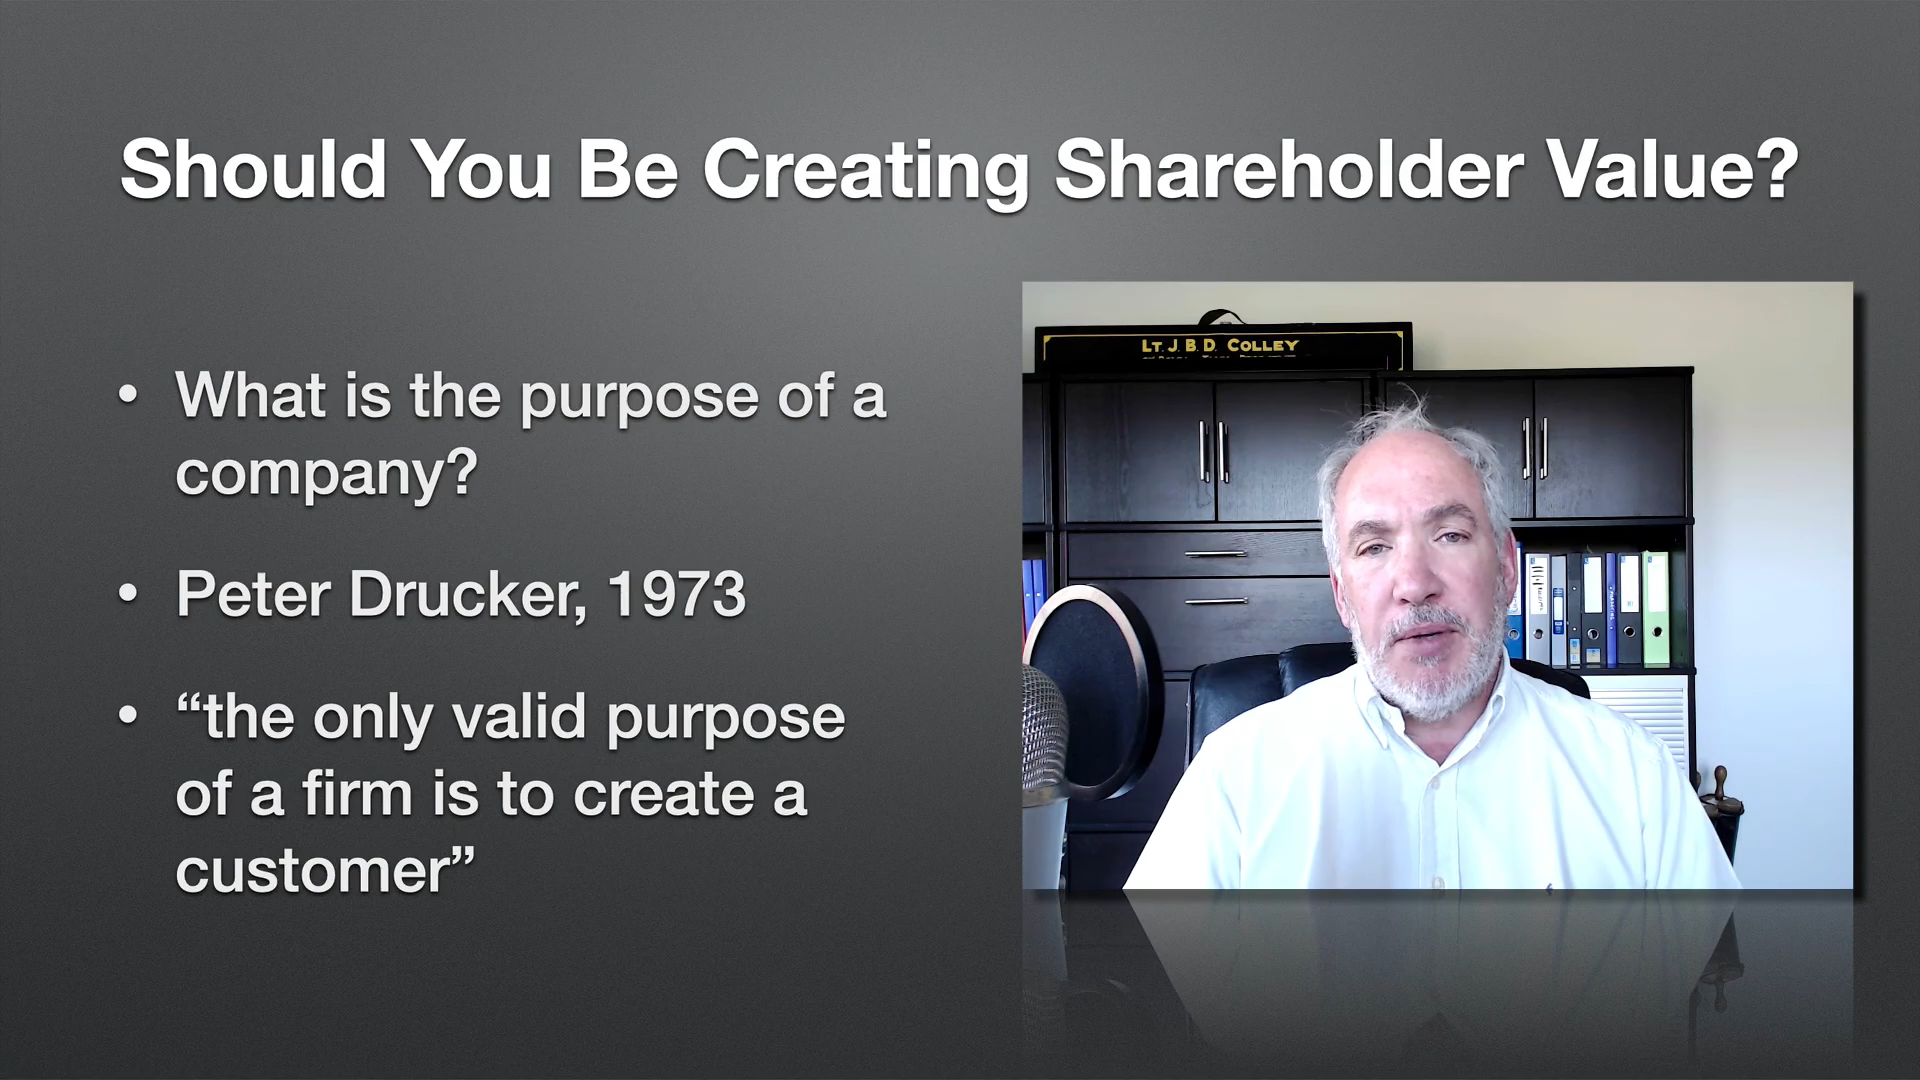 Should You Be Creating Shareholder Value?
• What is the purpose of a
company?
• Peter Drucker, 1973
• “the only valid purpose
of a firm is to create a
customer”
LT. J. B. D. COLLEY